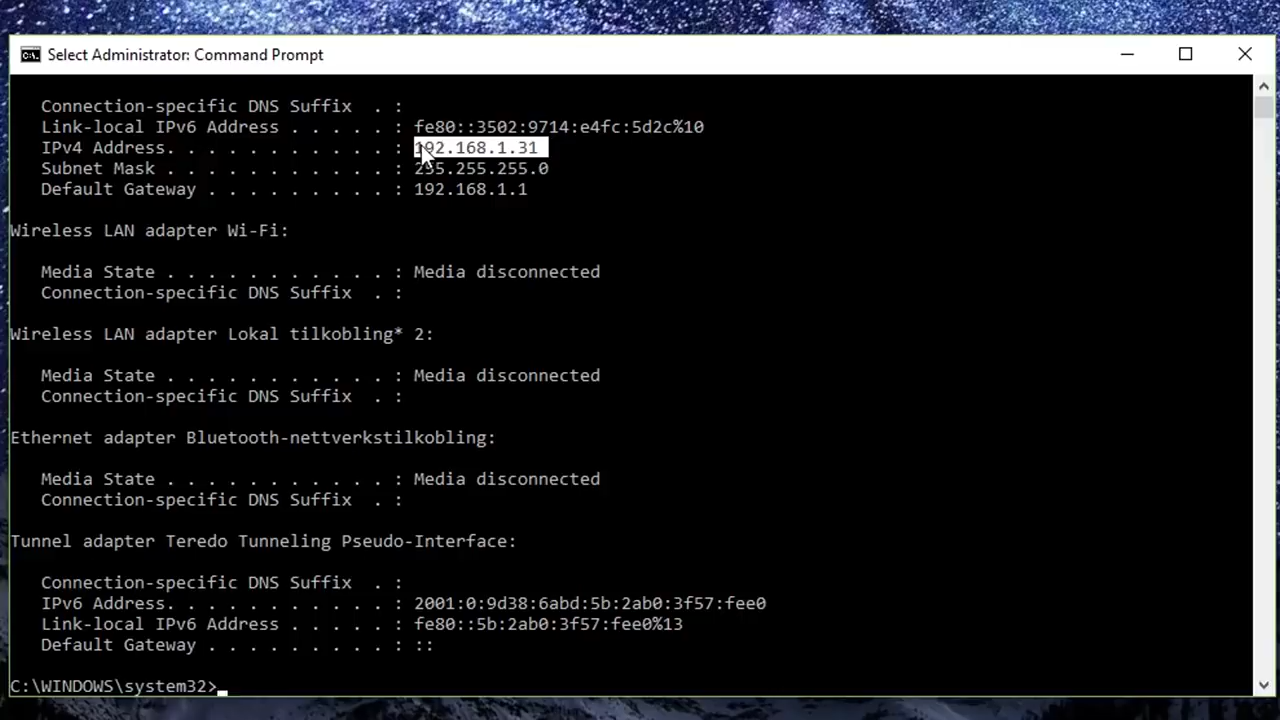 Select Administrator: Command Prompt
Connection-specific DNS Suffix . :
Link-local IPv6 Address . . . . . : fe80::3502:9714:e4fc:5d2c%10
IPv4 Address. . . . . . . . . . . : 192.168.1.31
Subnet Mask . . . . . . . . . . . : 255.255.255.0
Default Gateway . . . . . . . . . : 192.168.1.1
Wireless LAN adapter Wi-Fi:
Media State . . . . . . . . . . . : Media disconnected
Connection-specific DNS Suffix . :
Wireless LAN adapter Lokal tilkobling* 2:
Media State . . . . . . . . . . . : Media disconnected
Connection-specific DNS Suffix . :
Ethernet adapter Bluetooth-nettverkstilkobling:
Media State . . . . . . . . . . . : Media disconnected
Connection-specific DNS Suffix . :
Tunnel adapter Teredo Tunneling Pseudo-Interface:
Connection-specific DNS Suffix . :
IPv6 Address. . . . . . . . . . . : 2001:0:9d38:6abd:5b:2ab0:3f57:fee0
Link-local IPv6 Address . . . . . : fe80::5b:2ab0:3f57:fee0%13
Default Gateway . . . . . . . . . : ::
C:\WINDOWS\system32>